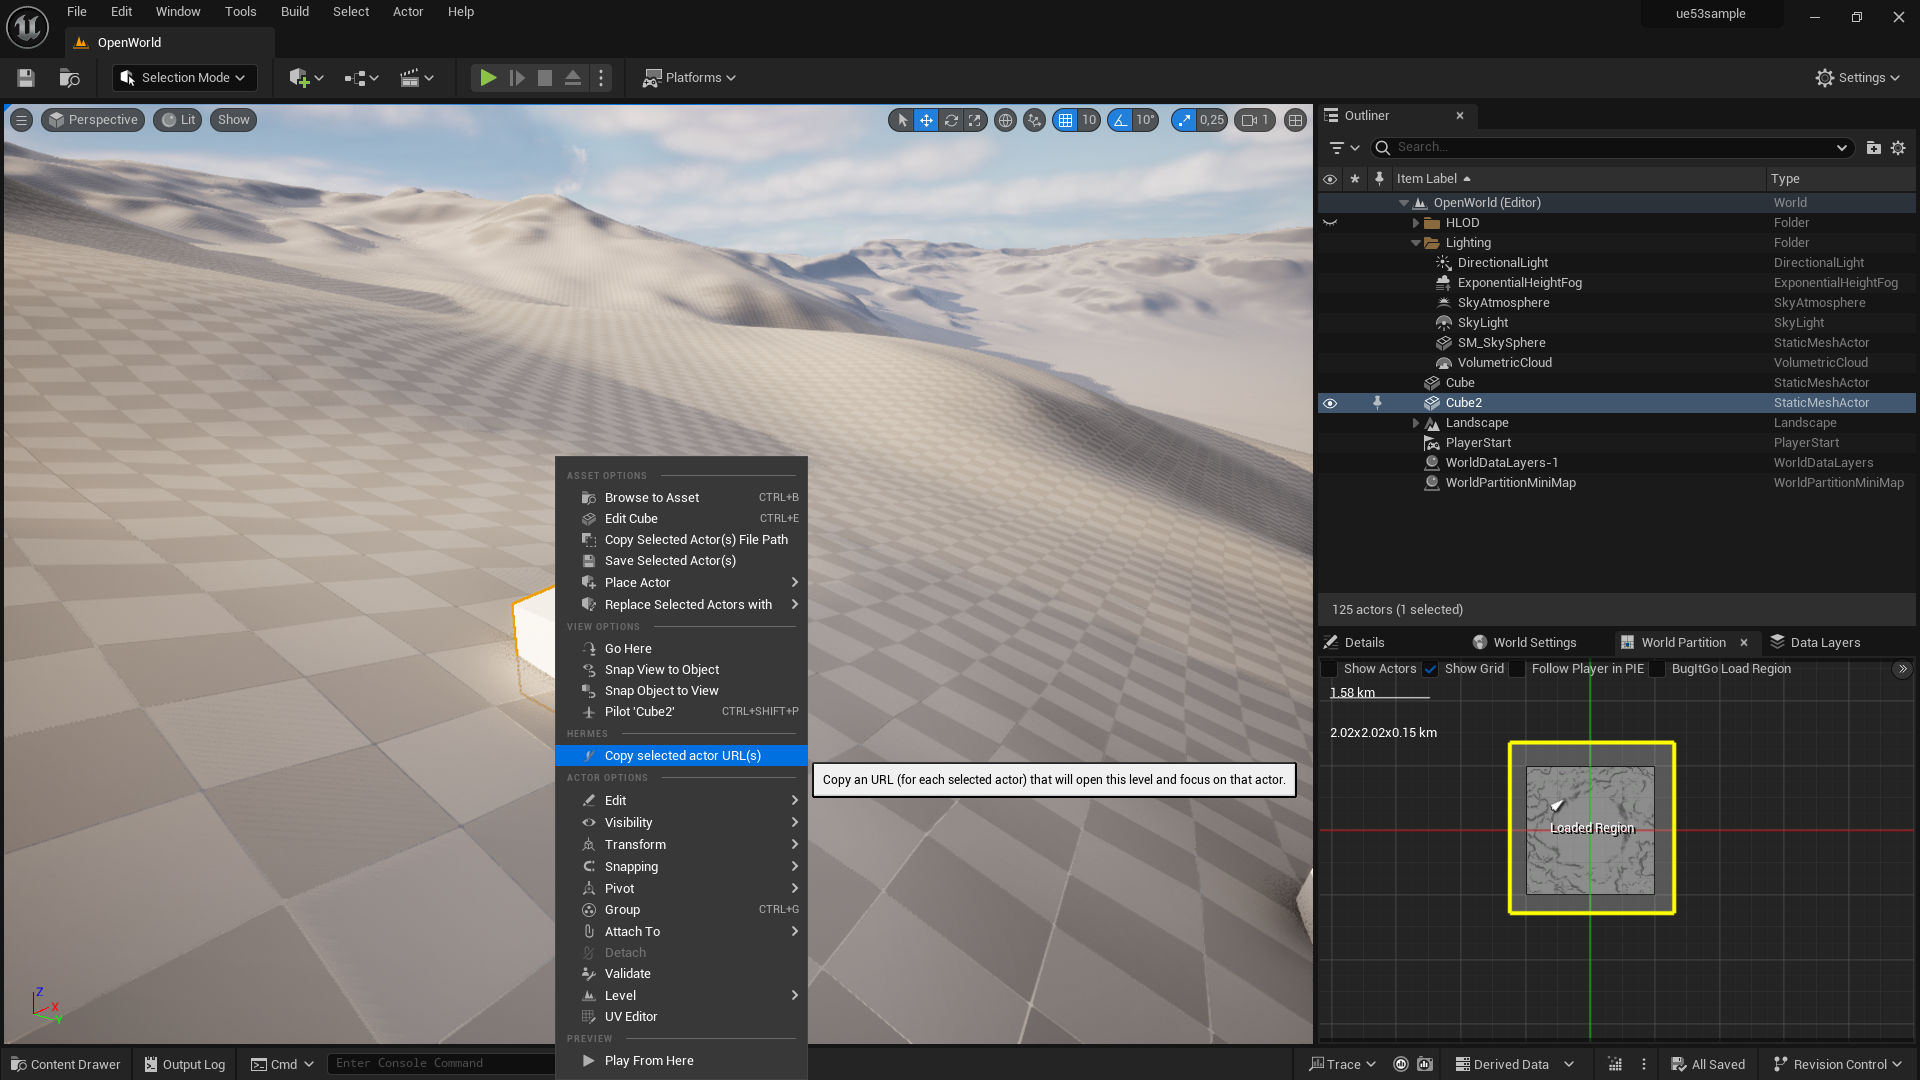 File Edit Window Tools Build Select Actor Help
ue53sample
OpenWorld
Selection Mode
Platforms
Settings
Perspective Lit Show
10 10° 0,25 1
Outliner
Search...
Item Label Type
OpenWorld (Editor) World
HLOD Folder
Lighting Folder
DirectionalLight DirectionalLight
ExponentialHeightFog ExponentialHeightFog
SkyAtmosphere SkyAtmosphere
SkyLight SkyLight
SM_SkySphere StaticMeshActor
VolumetricCloud VolumetricCloud
Cube StaticMeshActor
Cube2 StaticMeshActor
Landscape Landscape
PlayerStart PlayerStart
WorldDataLayers-1 WorldDataLayers
WorldPartitionMiniMap WorldPartitionMiniMap
125 actors (1 selected)
Details World Settings World Partition Data Layers
Show Actors Show Grid Follow Player in PIE BugItGo Load Region
1.58 km
2.02x2.02x0.15 km
Loaded Region
ASSET OPTIONS
Browse to Asset CTRL+B
Edit Cube CTRL+E
Copy Selected Actor(s) File Path
Save Selected Actor(s)
Place Actor
Replace Selected Actors with
VIEW OPTIONS
Go Here
Snap View to Object
Snap Object to View
Pilot 'Cube2' CTRL+SHIFT+P
HERMES
Copy selected actor URL(s)
Copy an URL (for each selected actor) that will open this level and focus on that actor.
ACTOR OPTIONS
Edit
Visibility
Transform
Snapping
Pivot
Group CTRL+G
Attach To
Detach
Validate
Level
UV Editor
PREVIEW
Play From Here
Z
X
Y
Content Drawer Output Log Cmd Enter Console Command
Trace Derived Data All Saved Revision Control